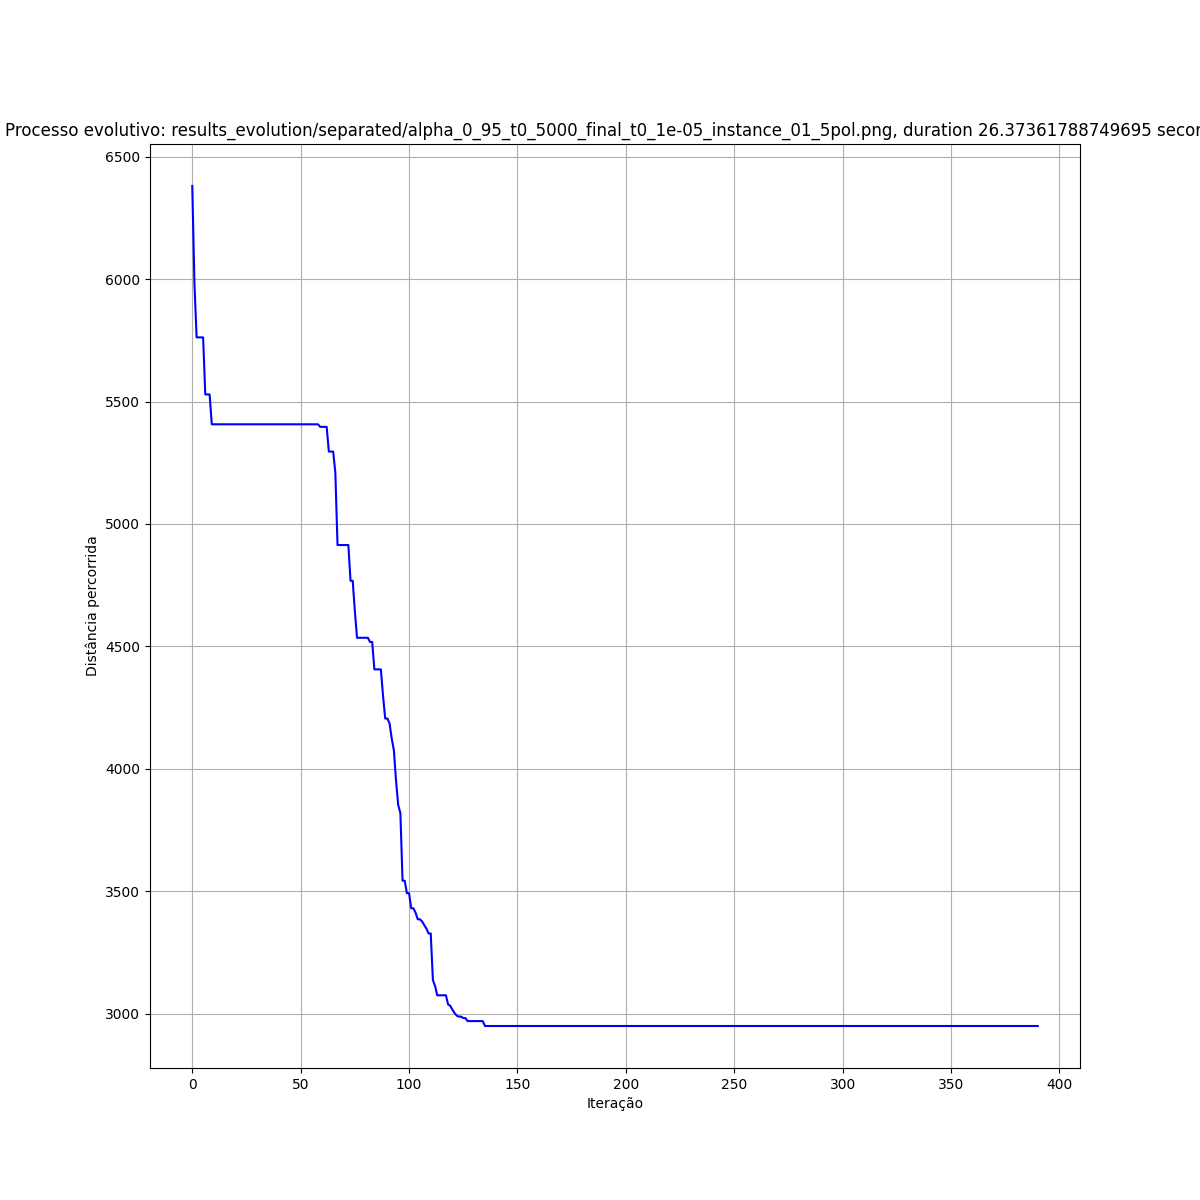 Processo evolutivo: results_evolution/separated/alpha_0_95_t0_5000_final_t0_1e-05_instance_01_5pol.png, duration 26.37361788749695 secon
6500
6000
5500
5000
4500
4000
3500
3000
Distância percorrida
0 50 100 150 200 250 300 350 400
Iteração